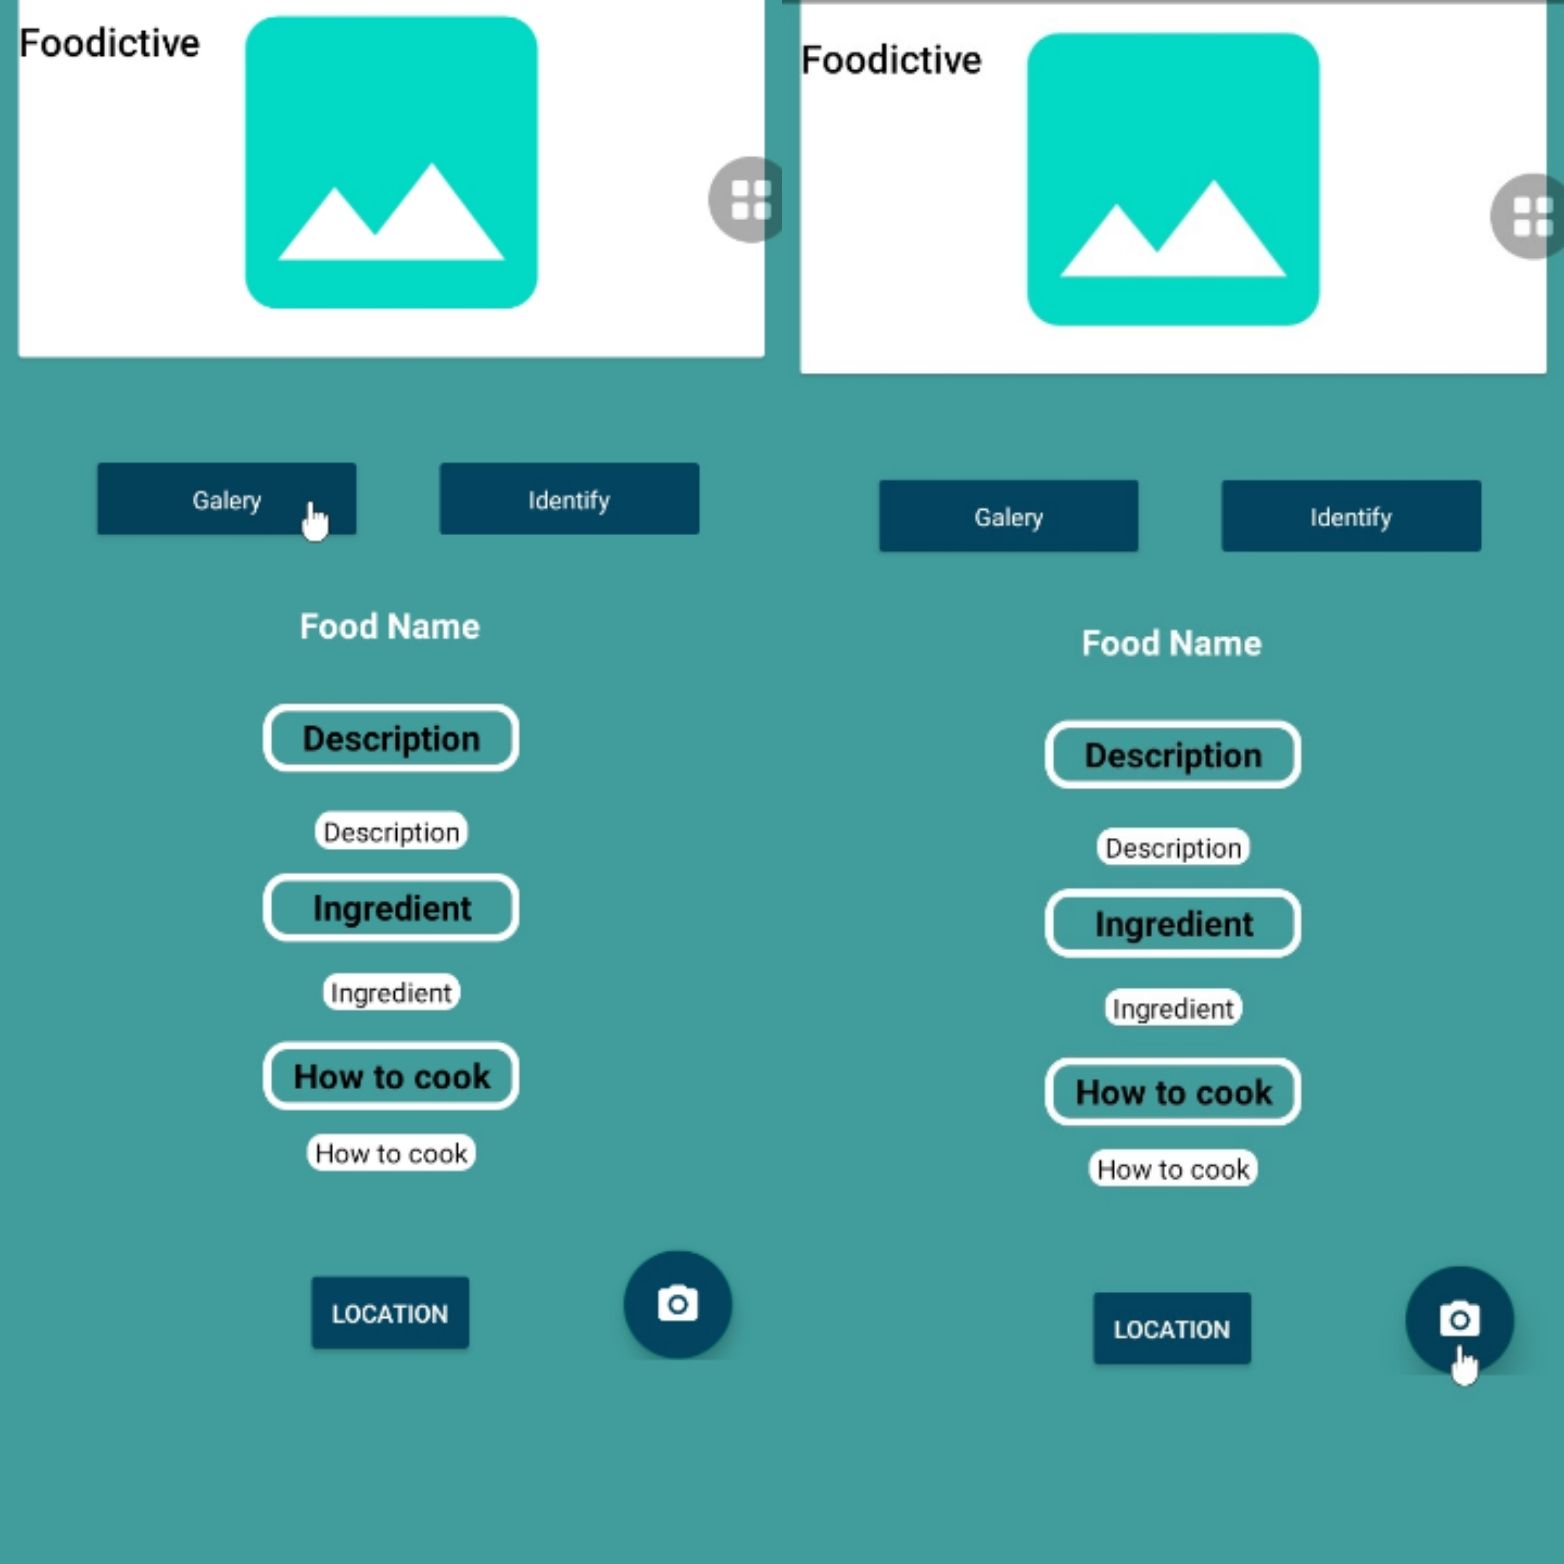 Foodictive
Galery
Identify
Food Name
Description
Description
Ingredient
Ingredient
How to cook
How to cook
LOCATION
Foodictive
Galery
Identify
Food Name
Description
Description
Ingredient
Ingredient
How to cook
How to cook
LOCATION